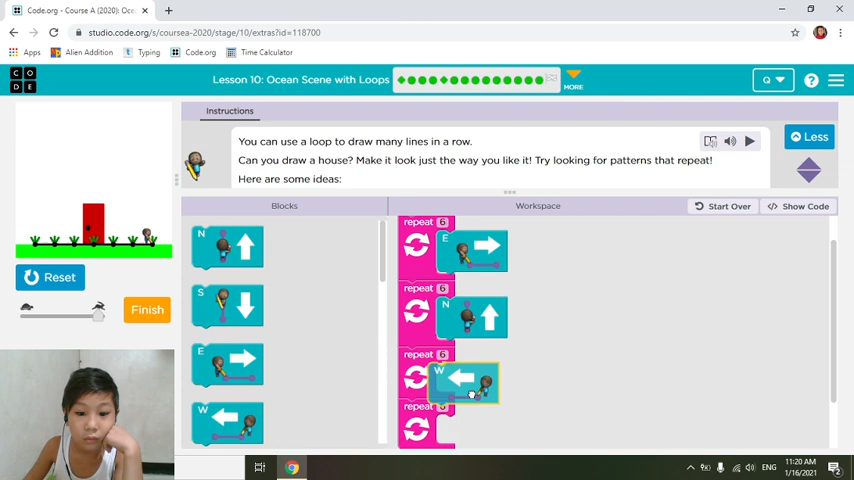 Code.org - Course A (2020): Oce
studio.code.org/s/coursea-2020/stage/10/extras?id=118700
Apps Alien Addition Typing Code.org Time Calculator
C O
D E
Lesson 10: Ocean Scene with Loops
MORE
Q
Instructions
You can use a loop to draw many lines in a row.
Can you draw a house? Make it look just the way you like it! Try looking for patterns that repeat!
Here are some ideas:
Less
Blocks
Workspace
Start Over
Show Code
N
S
E
W
repeat 6
E
repeat 6
N
repeat 6
W
Reset
Finish
ENG
11:20 AM
1/16/2021
2